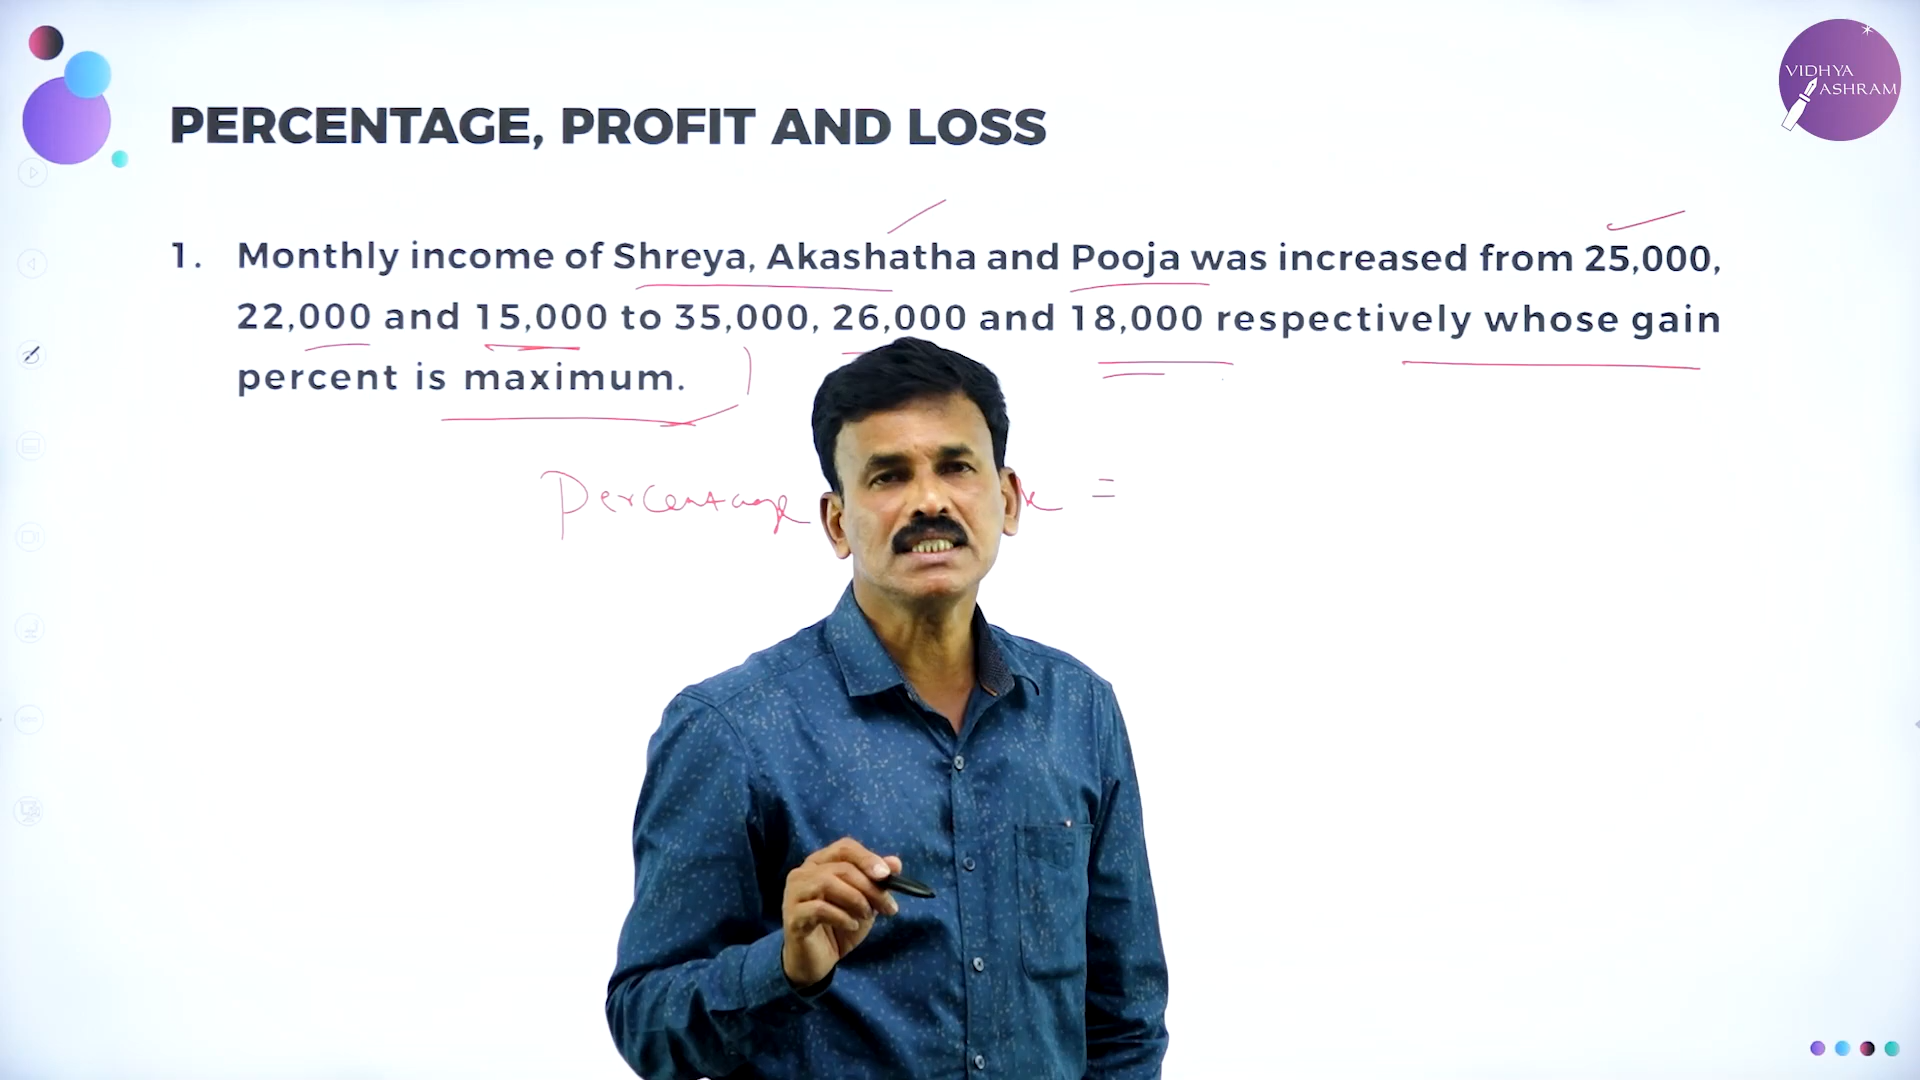 VIDHYA
ASHRAM
PERCENTAGE, PROFIT AND LOSS
1. Monthly income of Shreya, Akashatha and Pooja was increased from 25,000,
22,000 and 15,000 to 35,000, 26,000 and 18,000 respectively whose gain
percent is maximum.
Percentage =